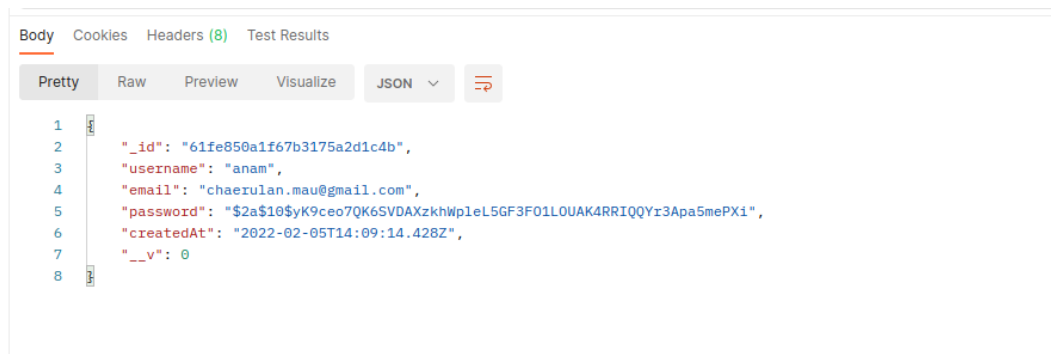 Body Cookies Headers (8) Test Results
Pretty Raw Preview Visualize JSON
1 {
2 "_id": "61fe850a1f67b3175a2d1c4b",
3 "username": "anam",
4 "email": "chaerulan.mau@gmail.com",
5 "password": "$2a$10$yK9ceo7QK6SVDAXzkhWpleL5GF3FO1LOUAK4RRIQQYr3Apa5mePXi",
6 "createdAt": "2022-02-05T14:09:14.428Z",
7 "__v": 0
8 }